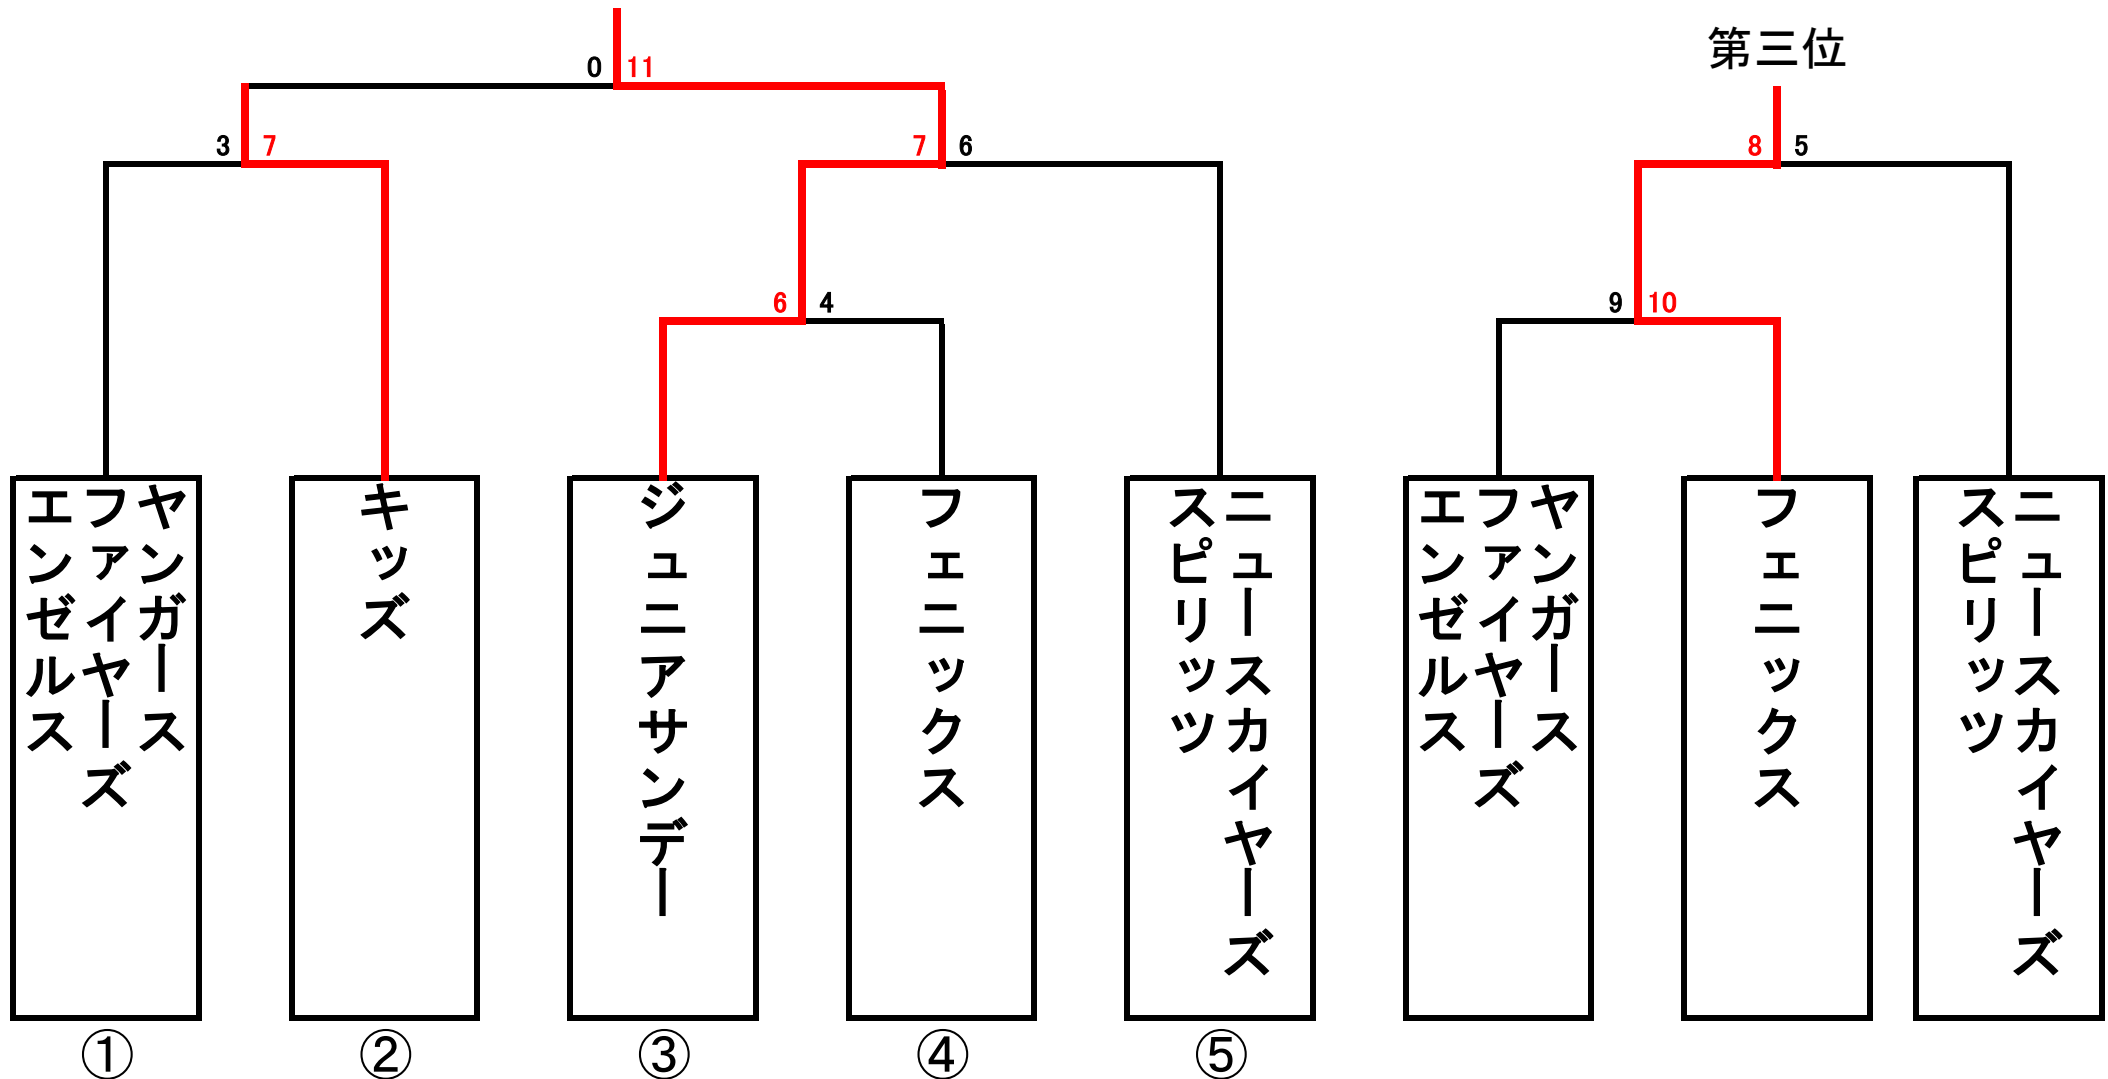 第三位
0 11
3 7
7 6
8 5
6 4
9 10
ヤンガース
ファイヤーズ
エンゼルス
キッズ
ジュニアサンデー
フェニックス
ニュースカイヤーズ
スピリッツ
ヤンガース
ファイヤーズ
エンゼルス
フェニックス
ニュースカイヤーズ
スピリッツ
① ② ③ ④ ⑤